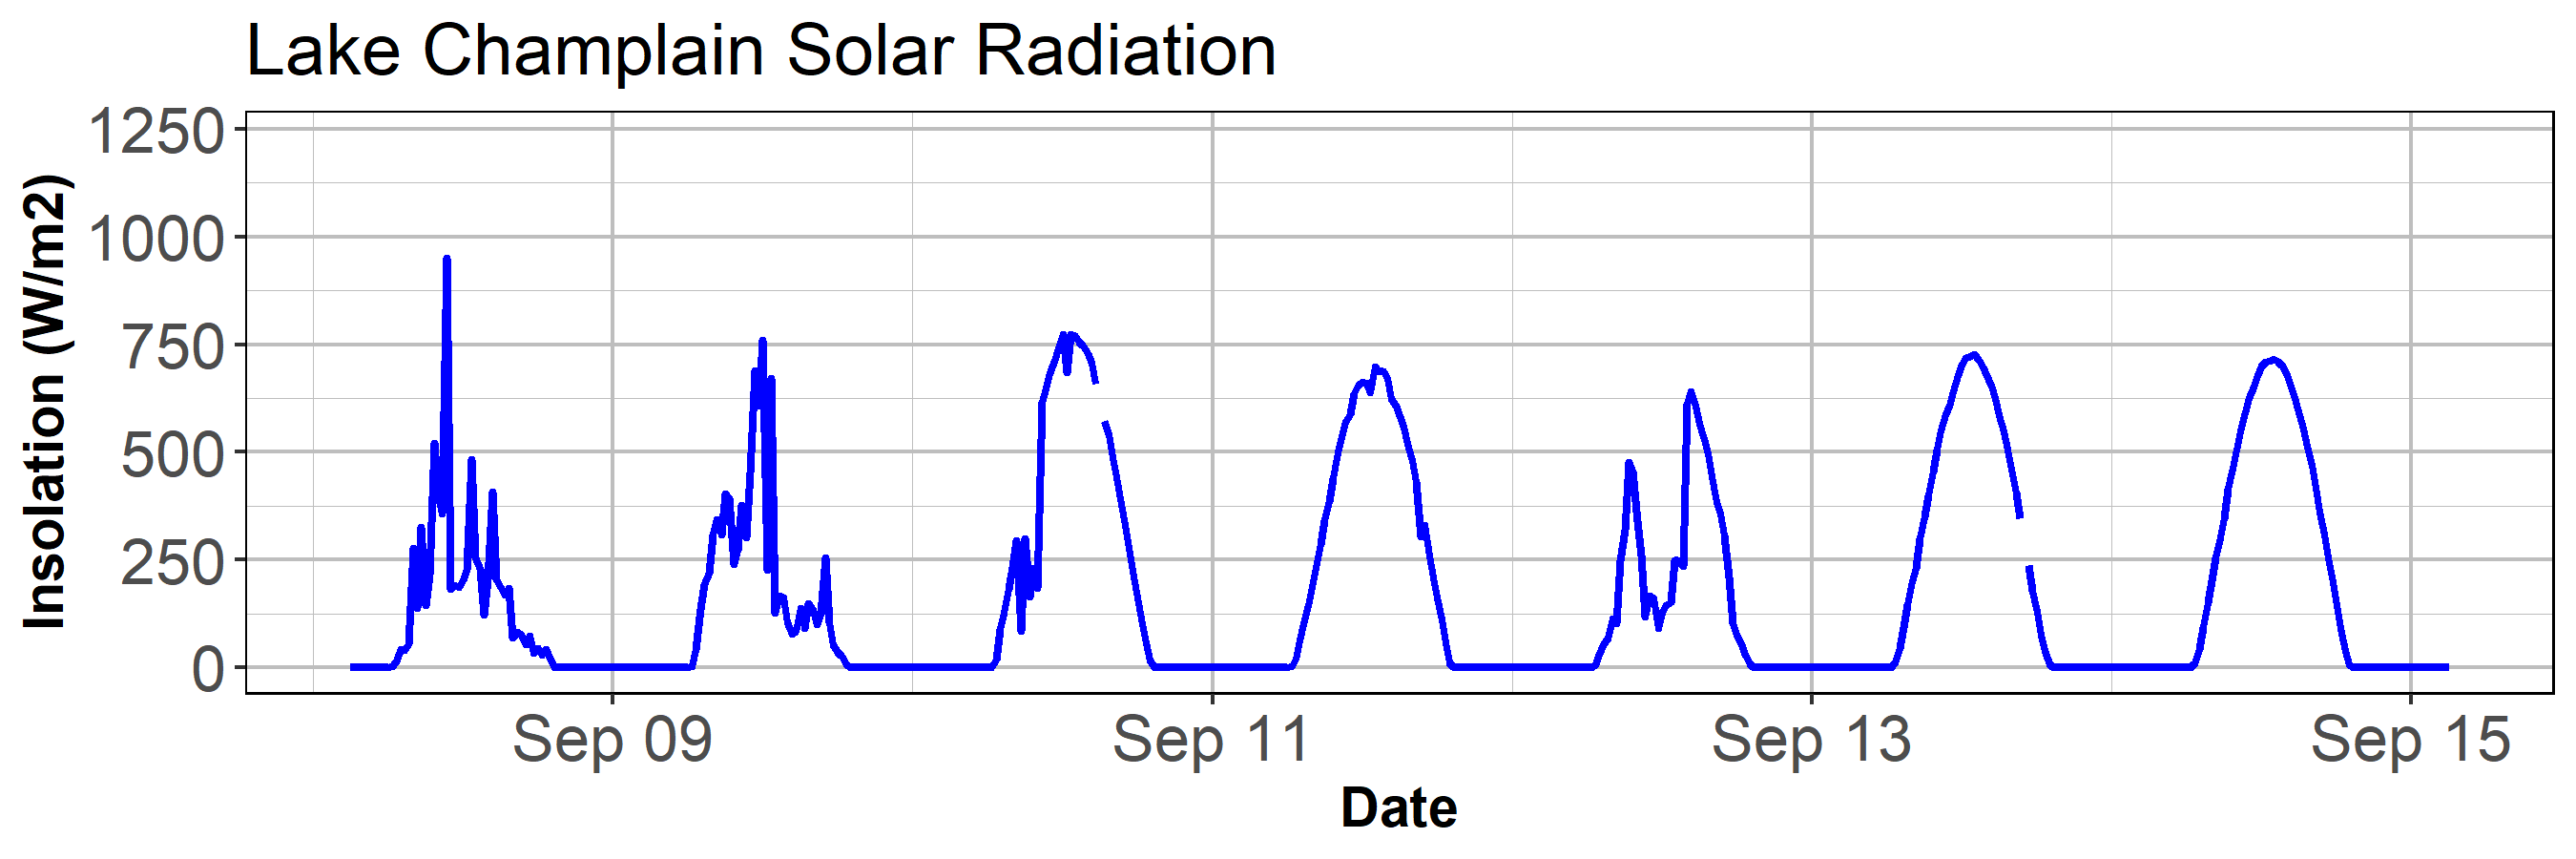 Lake Champlain Solar Radiation
1250
1000
750
500
250
0
Insolation (W/m2)
Sep 09 Sep 11 Sep 13 Sep 15
Date